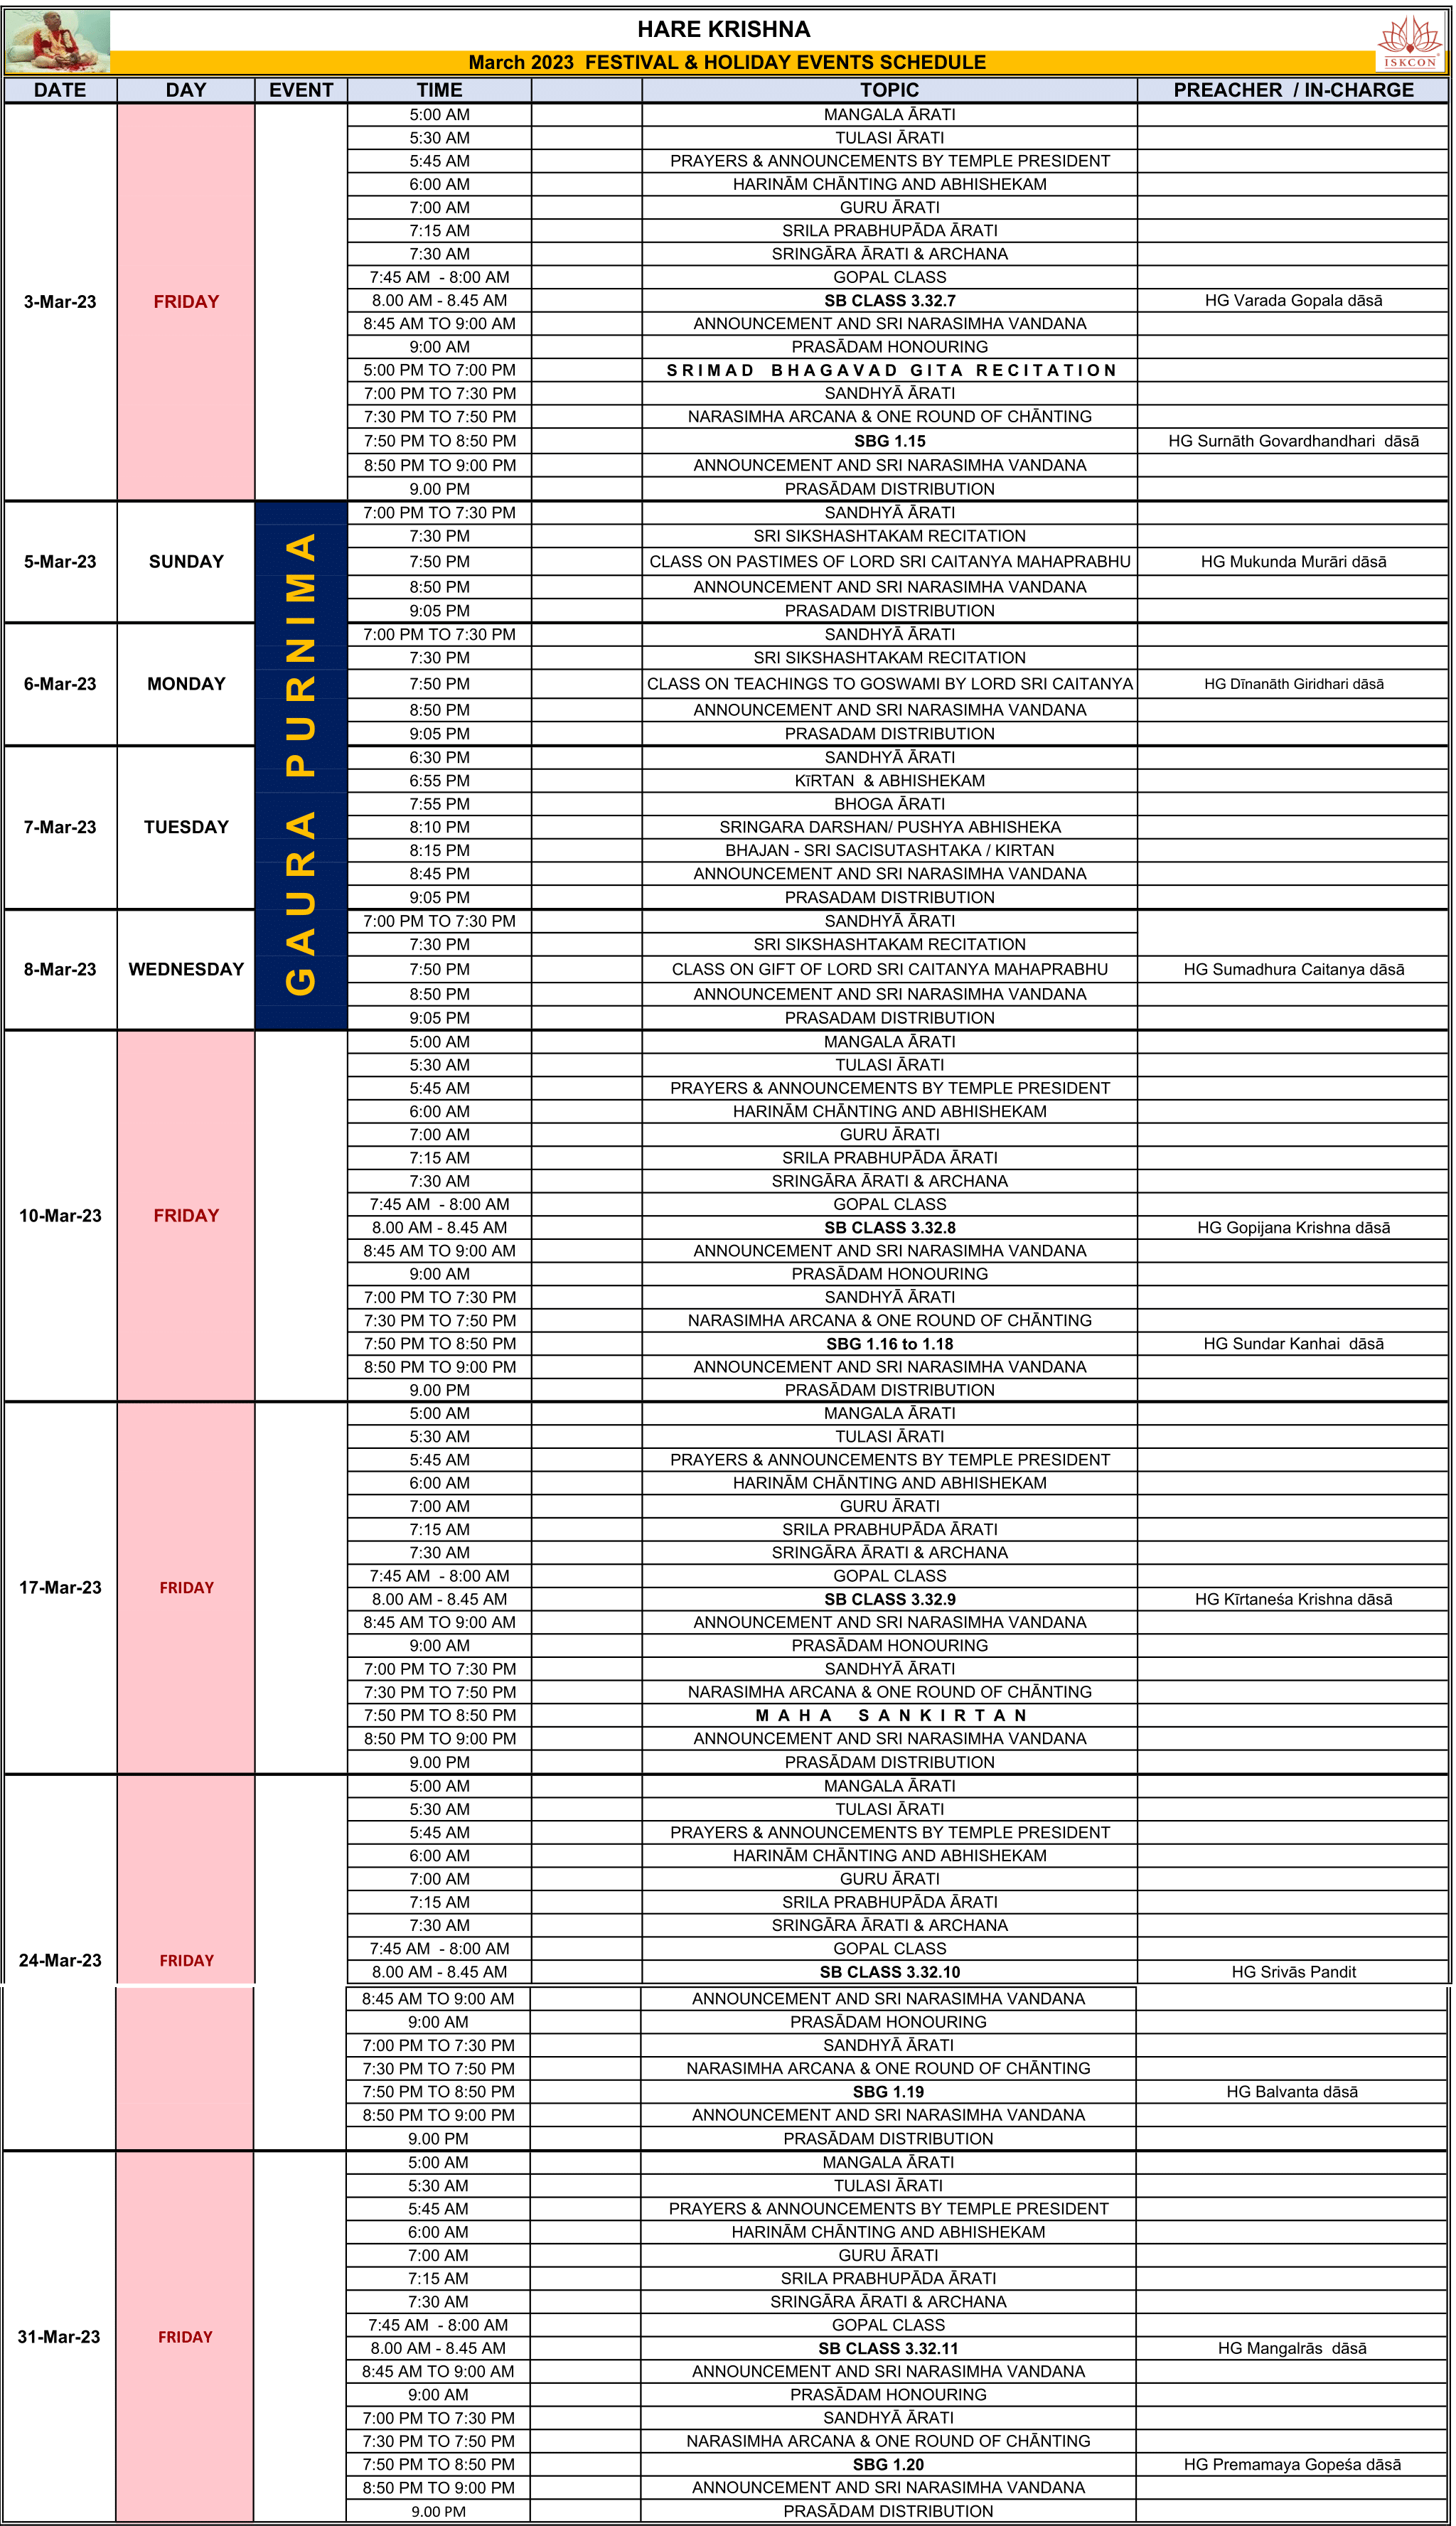 HARE KRISHNA
March 2023 FESTIVAL & HOLIDAY EVENTS SCHEDULE
ISKCON
DATE DAY EVENT TIME TOPIC PREACHER / IN-CHARGE
5:00 AM MANGALA ĀRATI
5:30 AM TULASI ĀRATI
5:45 AM PRAYERS & ANNOUNCEMENTS BY TEMPLE PRESIDENT
6:00 AM HARINĀM CHĀNTING AND ABHISHEKAM
7:00 AM GURU ĀRATI
7:15 AM SRILA PRABHUPĀDA ĀRATI
7:30 AM SRINGĀRA ĀRATI & ARCHANA
7:45 AM - 8:00 AM GOPAL CLASS
3-Mar-23 FRIDAY 8.00 AM - 8.45 AM SB CLASS 3.32.7 HG Varada Gopala dāsā
8:45 AM TO 9:00 AM ANNOUNCEMENT AND SRI NARASIMHA VANDANA
9:00 AM PRASĀDAM HONOURING
5:00 PM TO 7:00 PM SRIMAD BHAGAVAD GITA RECITATION
7:00 PM TO 7:30 PM SANDHYĀ ĀRATI
7:30 PM TO 7:50 PM NARASIMHA ARCANA & ONE ROUND OF CHĀNTING
7:50 PM TO 8:50 PM SBG 1.15 HG Surnāth Govardhandhari dāsā
8:50 PM TO 9:00 PM ANNOUNCEMENT AND SRI NARASIMHA VANDANA
9.00 PM PRASĀDAM DISTRIBUTION
GAURA PURNIMA
7:00 PM TO 7:30 PM SANDHYĀ ĀRATI
7:30 PM SRI SIKSHASHTAKAM RECITATION
5-Mar-23 SUNDAY 7:50 PM CLASS ON PASTIMES OF LORD SRI CAITANYA MAHAPRABHU HG Mukunda Murāri dāsā
8:50 PM ANNOUNCEMENT AND SRI NARASIMHA VANDANA
9:05 PM PRASADAM DISTRIBUTION
7:00 PM TO 7:30 PM SANDHYĀ ĀRATI
7:30 PM SRI SIKSHASHTAKAM RECITATION
6-Mar-23 MONDAY 7:50 PM CLASS ON TEACHINGS TO GOSWAMI BY LORD SRI CAITANYA HG Dīnanāth Giridhari dāsā
8:50 PM ANNOUNCEMENT AND SRI NARASIMHA VANDANA
9:05 PM PRASADAM DISTRIBUTION
6:30 PM SANDHYĀ ĀRATI
6:55 PM KīRTAN & ABHISHEKAM
7:55 PM BHOGA ĀRATI
7-Mar-23 TUESDAY 8:10 PM SRINGARA DARSHAN/ PUSHYA ABHISHEKA
8:15 PM BHAJAN - SRI SACISUTASHTAKA / KIRTAN
8:45 PM ANNOUNCEMENT AND SRI NARASIMHA VANDANA
9:05 PM PRASADAM DISTRIBUTION
7:00 PM TO 7:30 PM SANDHYĀ ĀRATI
7:30 PM SRI SIKSHASHTAKAM RECITATION
8-Mar-23 WEDNESDAY 7:50 PM CLASS ON GIFT OF LORD SRI CAITANYA MAHAPRABHU HG Sumadhura Caitanya dāsā
8:50 PM ANNOUNCEMENT AND SRI NARASIMHA VANDANA
9:05 PM PRASADAM DISTRIBUTION
5:00 AM MANGALA ĀRATI
5:30 AM TULASI ĀRATI
5:45 AM PRAYERS & ANNOUNCEMENTS BY TEMPLE PRESIDENT
6:00 AM HARINĀM CHĀNTING AND ABHISHEKAM
7:00 AM GURU ĀRATI
7:15 AM SRILA PRABHUPĀDA ĀRATI
7:30 AM SRINGĀRA ĀRATI & ARCHANA
7:45 AM - 8:00 AM GOPAL CLASS
10-Mar-23 FRIDAY 8.00 AM - 8.45 AM SB CLASS 3.32.8 HG Gopijana Krishna dāsā
8:45 AM TO 9:00 AM ANNOUNCEMENT AND SRI NARASIMHA VANDANA
9:00 AM PRASĀDAM HONOURING
7:00 PM TO 7:30 PM SANDHYĀ ĀRATI
7:30 PM TO 7:50 PM NARASIMHA ARCANA & ONE ROUND OF CHĀNTING
7:50 PM TO 8:50 PM SBG 1.16 to 1.18 HG Sundar Kanhai dāsā
8:50 PM TO 9:00 PM ANNOUNCEMENT AND SRI NARASIMHA VANDANA
9.00 PM PRASĀDAM DISTRIBUTION
5:00 AM MANGALA ĀRATI
5:30 AM TULASI ĀRATI
5:45 AM PRAYERS & ANNOUNCEMENTS BY TEMPLE PRESIDENT
6:00 AM HARINĀM CHĀNTING AND ABHISHEKAM
7:00 AM GURU ĀRATI
7:15 AM SRILA PRABHUPĀDA ĀRATI
7:30 AM SRINGĀRA ĀRATI & ARCHANA
7:45 AM - 8:00 AM GOPAL CLASS
17-Mar-23 FRIDAY 8.00 AM - 8.45 AM SB CLASS 3.32.9 HG Kīrtaneśa Krishna dāsā
8:45 AM TO 9:00 AM ANNOUNCEMENT AND SRI NARASIMHA VANDANA
9:00 AM PRASĀDAM HONOURING
7:00 PM TO 7:30 PM SANDHYĀ ĀRATI
7:30 PM TO 7:50 PM NARASIMHA ARCANA & ONE ROUND OF CHĀNTING
7:50 PM TO 8:50 PM MAHA SANKIRTAN
8:50 PM TO 9:00 PM ANNOUNCEMENT AND SRI NARASIMHA VANDANA
9.00 PM PRASĀDAM DISTRIBUTION
5:00 AM MANGALA ĀRATI
5:30 AM TULASI ĀRATI
5:45 AM PRAYERS & ANNOUNCEMENTS BY TEMPLE PRESIDENT
6:00 AM HARINĀM CHĀNTING AND ABHISHEKAM
7:00 AM GURU ĀRATI
7:15 AM SRILA PRABHUPĀDA ĀRATI
7:30 AM SRINGĀRA ĀRATI & ARCHANA
7:45 AM - 8:00 AM GOPAL CLASS
24-Mar-23 FRIDAY 8.00 AM - 8.45 AM SB CLASS 3.32.10 HG Srivās Pandit
8:45 AM TO 9:00 AM ANNOUNCEMENT AND SRI NARASIMHA VANDANA
9:00 AM PRASĀDAM HONOURING
7:00 PM TO 7:30 PM SANDHYĀ ĀRATI
7:30 PM TO 7:50 PM NARASIMHA ARCANA & ONE ROUND OF CHĀNTING
7:50 PM TO 8:50 PM SBG 1.19 HG Balvanta dāsā
8:50 PM TO 9:00 PM ANNOUNCEMENT AND SRI NARASIMHA VANDANA
9.00 PM PRASĀDAM DISTRIBUTION
5:00 AM MANGALA ĀRATI
5:30 AM TULASI ĀRATI
5:45 AM PRAYERS & ANNOUNCEMENTS BY TEMPLE PRESIDENT
6:00 AM HARINĀM CHĀNTING AND ABHISHEKAM
7:00 AM GURU ĀRATI
7:15 AM SRILA PRABHUPĀDA ĀRATI
7:30 AM SRINGĀRA ĀRATI & ARCHANA
7:45 AM - 8:00 AM GOPAL CLASS
31-Mar-23 FRIDAY 8.00 AM - 8.45 AM SB CLASS 3.32.11 HG Mangalrās dāsā
8:45 AM TO 9:00 AM ANNOUNCEMENT AND SRI NARASIMHA VANDANA
9:00 AM PRASĀDAM HONOURING
7:00 PM TO 7:30 PM SANDHYĀ ĀRATI
7:30 PM TO 7:50 PM NARASIMHA ARCANA & ONE ROUND OF CHĀNTING
7:50 PM TO 8:50 PM SBG 1.20 HG Premamaya Gopeśa dāsā
8:50 PM TO 9:00 PM ANNOUNCEMENT AND SRI NARASIMHA VANDANA
9.00 PM PRASĀDAM DISTRIBUTION